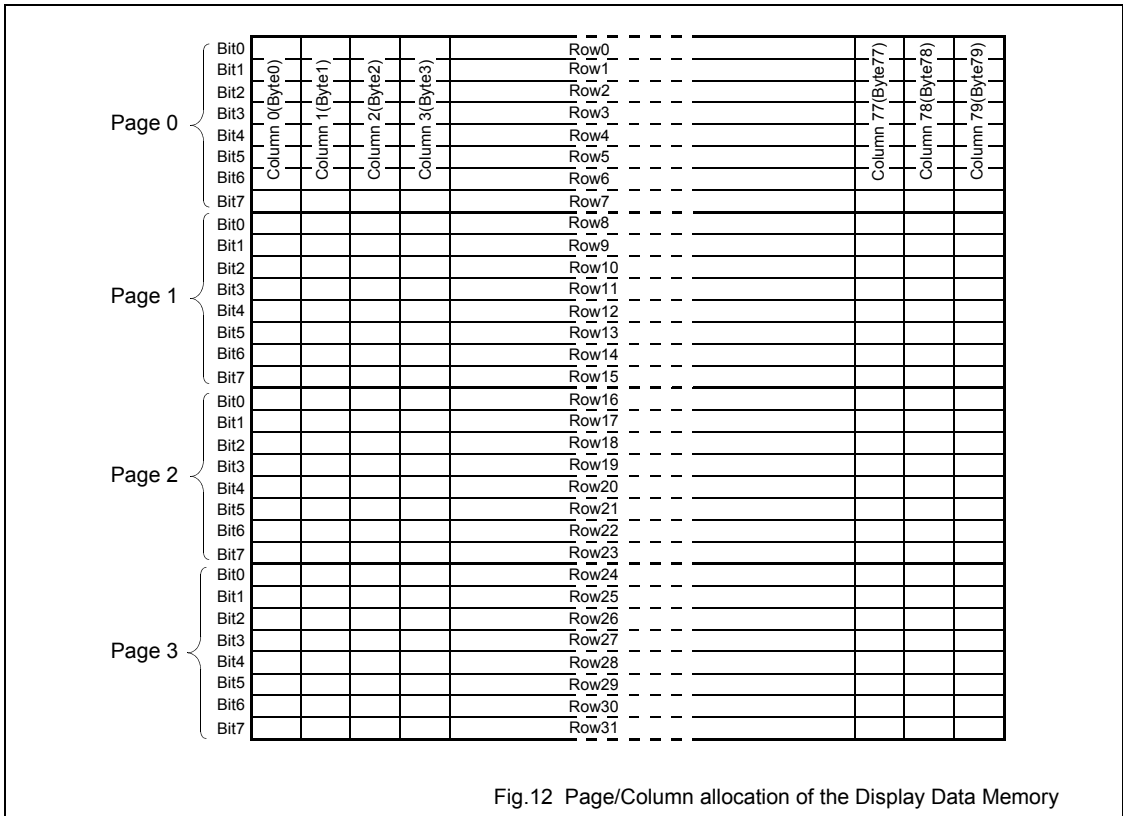 Page 0
Bit0 Row0
Bit1 Row1
Bit2 Row2
Bit3 Row3
Bit4 Row4
Bit5 Row5
Bit6 Row6
Bit7 Row7
Column 0(Byte0)
Column 1(Byte1)
Column 2(Byte2)
Column 3(Byte3)
Column 77(Byte77)
Column 78(Byte78)
Column 79(Byte79)
Page 1
Bit0 Row8
Bit1 Row9
Bit2 Row10
Bit3 Row11
Bit4 Row12
Bit5 Row13
Bit6 Row14
Bit7 Row15
Page 2
Bit0 Row16
Bit1 Row17
Bit2 Row18
Bit3 Row19
Bit4 Row20
Bit5 Row21
Bit6 Row22
Bit7 Row23
Page 3
Bit0 Row24
Bit1 Row25
Bit2 Row26
Bit3 Row27
Bit4 Row28
Bit5 Row29
Bit6 Row30
Bit7 Row31
Fig.12 Page/Column allocation of the Display Data Memory